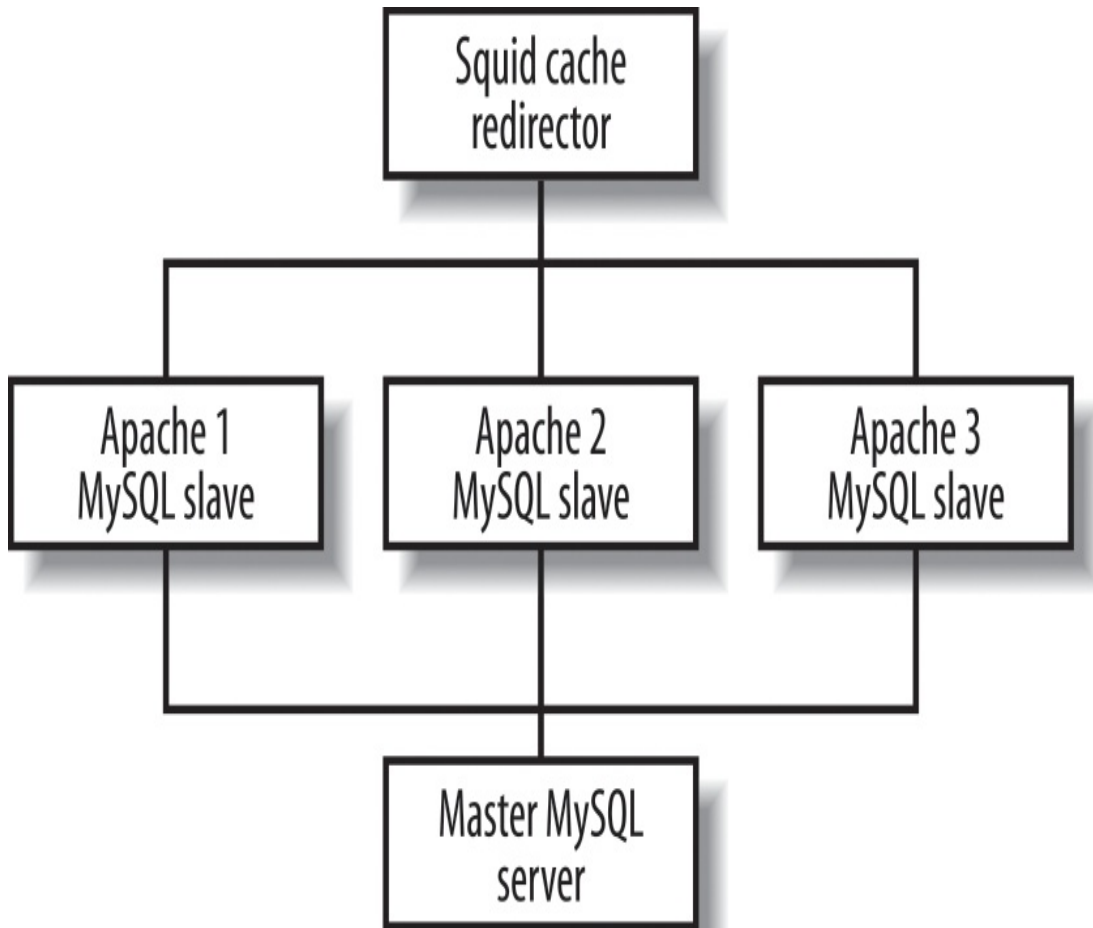 Squid cache
redirector
Apache 1
MySQL slave
Apache 2
MySQL slave
Apache 3
MySQL slave
Master MySQL
server